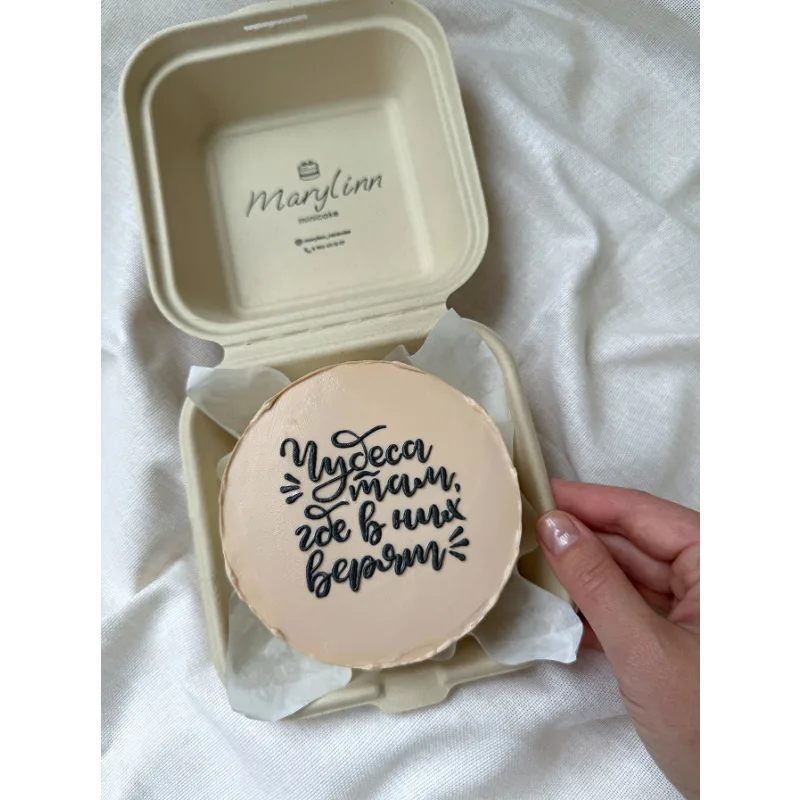 Marylinn
minicake
Чудеса
там,
где в них
верят